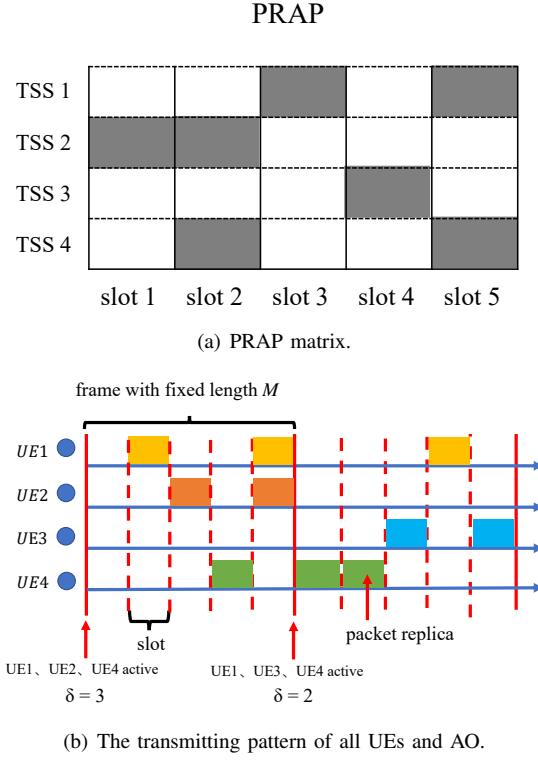 PRAP
TSS 1
TSS 2
TSS 3
TSS 4
slot 1 slot 2 slot 3 slot 4 slot 5
(a) PRAP matrix.
frame with fixed length M
UE1
UE2
UE3
UE4
slot
packet replica
UE1、UE2、UE4 active UE1、UE3、UE4 active
δ = 3 δ = 2
(b) The transmitting pattern of all UEs and AO.